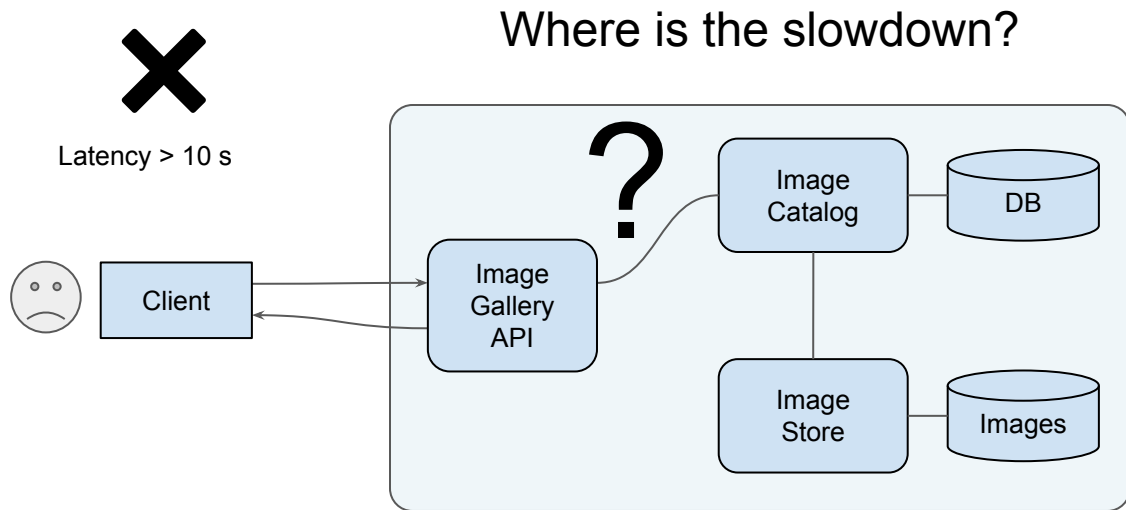 Where is the slowdown?
Latency > 10 s
?
Image
Catalog
DB
Image
Gallery
API
Client
Image
Store
Images